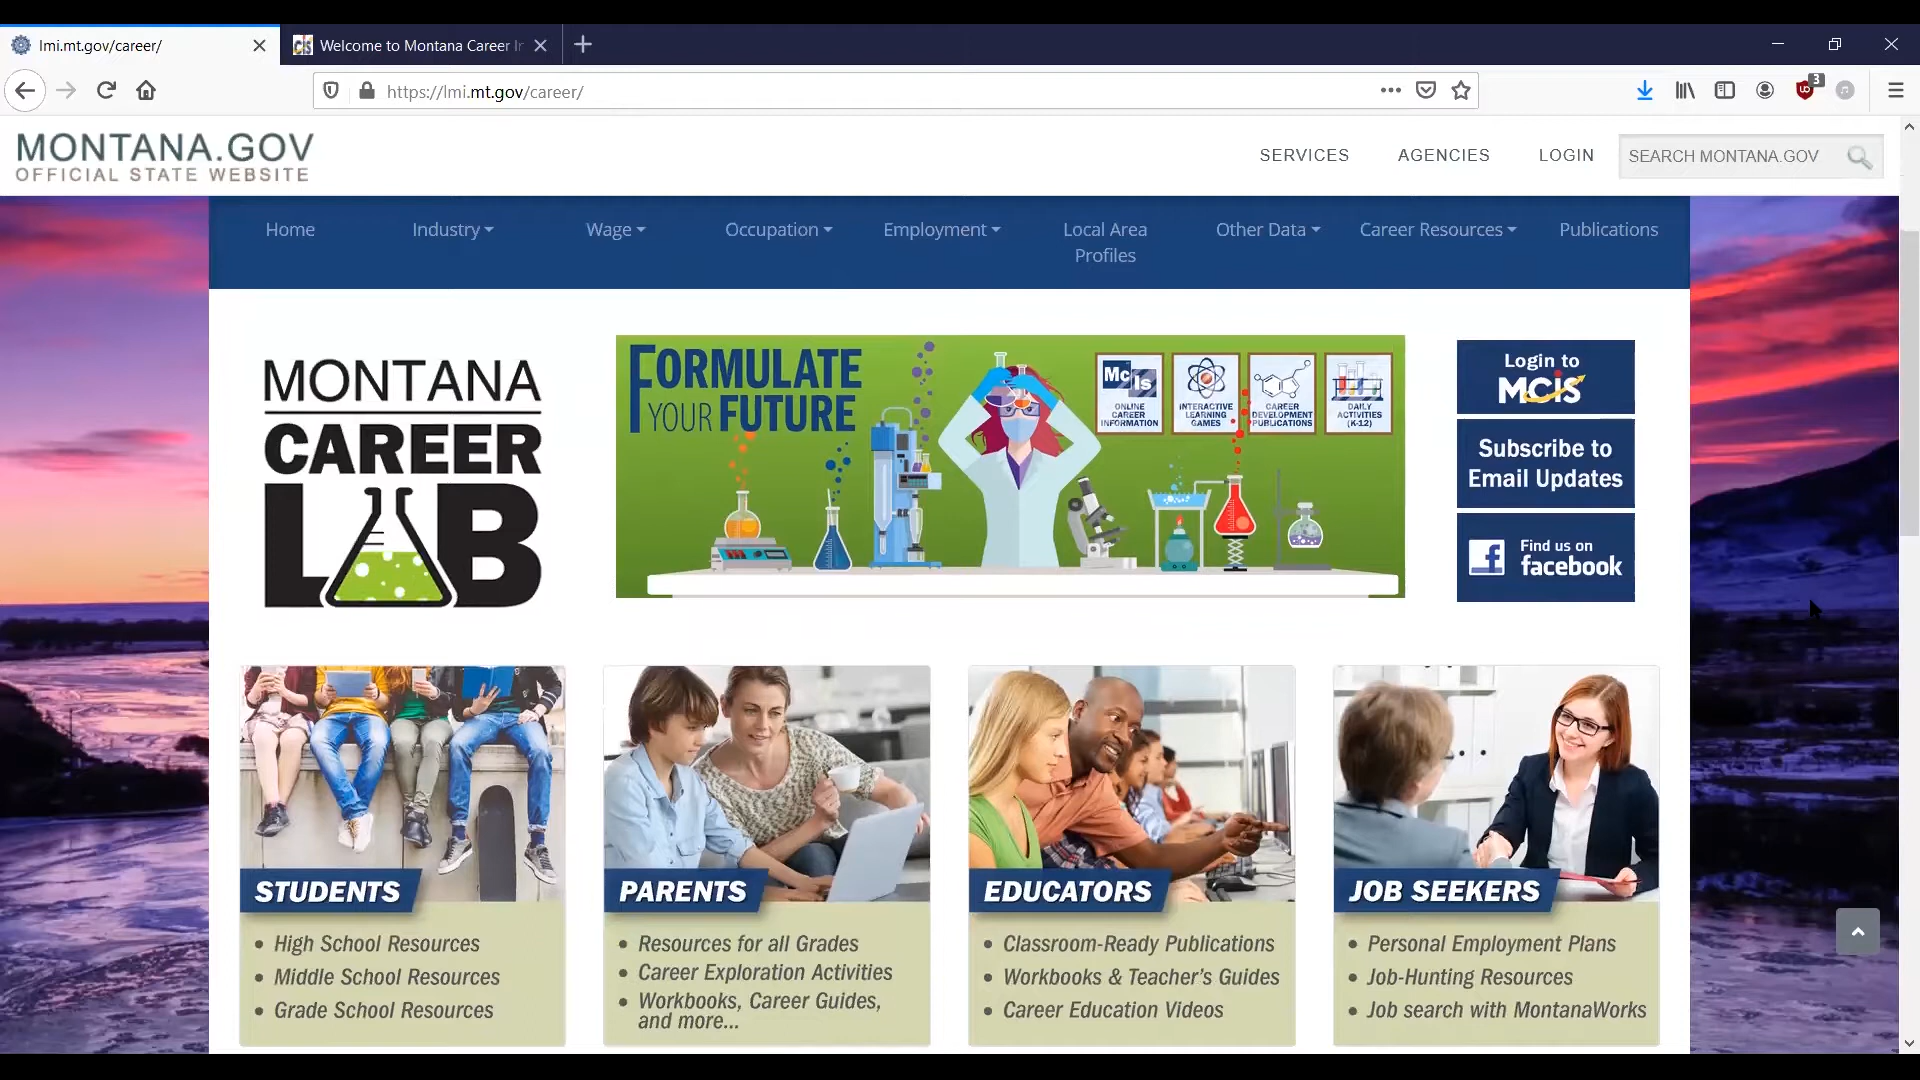 lmi.mt.gov/career/
Welcome to Montana Career Ir
3
https://lmi.mt.gov/career/
MONTANA.GOV
OFFICIAL STATE WEBSITE
SERVICES
AGENCIES
LOGIN
SEARCH MONTANA.GOV
Home
Industry
Wage
Occupation
Employment
Local Area
Profiles
Other Data
Career Resources
Publications
MONTANA
CAREER
LAB
FORMULATE
YOUR FUTURE
McIs
ONLINE
CAREER
INFORMATION
INTERACTIVE
LEARNING
GAMES
CAREER
DEVELOPMENT
PUBLICATIONS
DAILY
ACTIVITIES
(K-12)
Login to
MCIS
Subscribe to
Email Updates
Find us on
facebook
STUDENTS
• High School Resources
• Middle School Resources
• Grade School Resources
PARENTS
• Resources for all Grades
• Career Exploration Activities
• Workbooks, Career Guides,
and more...
EDUCATORS
• Classroom-Ready Publications
• Workbooks & Teacher's Guides
• Career Education Videos
JOB SEEKERS
• Personal Employment Plans
• Job-Hunting Resources
• Job search with MontanaWorks